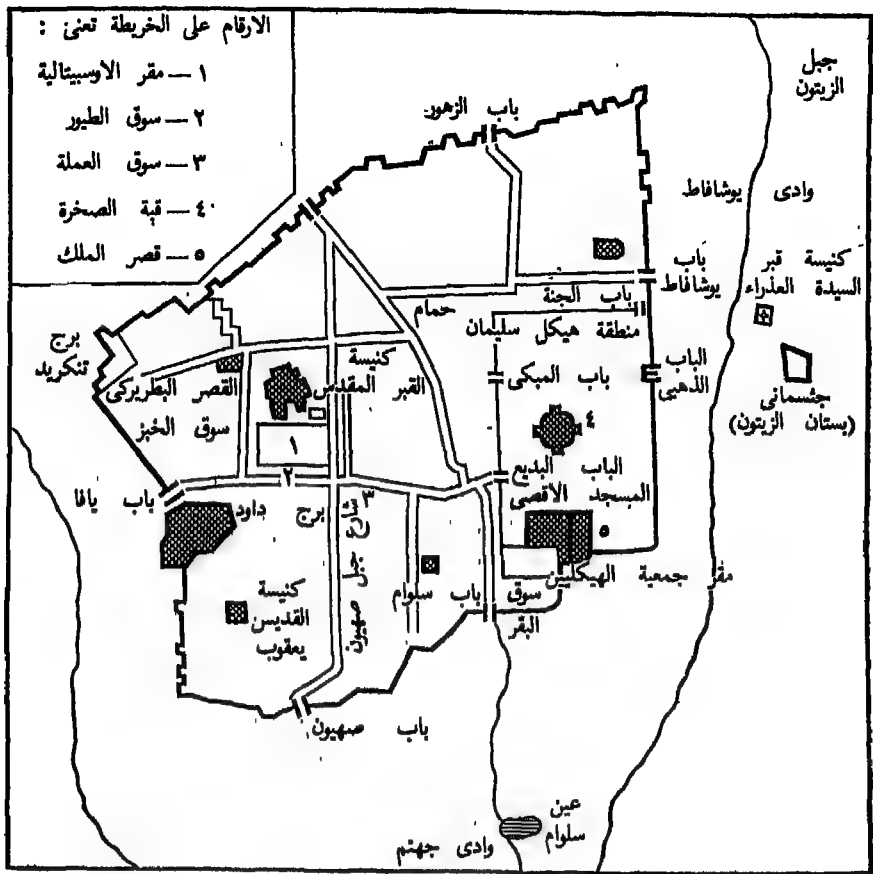 الارقام على الخريطة تعنى :
١ — مقر الاوسبيتالية
٢ — سوق الطيور
٣ — سوق العملة
٤ — قبة الصخرة
٥ — قصر الملك
جبل
الزيتون
باب الزهور
وادى يوشافاط
كنيسة قبر
السيدة العذراء
باب
يوشافاط
باب الجنة
منطقة هيكل سليمان
حمام
برج
تنكريد
كنيسة
القبر المقدس
القصر البطريركى
باب المبكى
الباب
الذهبى
جثسمانى
(بستان الزيتون)
سوق الخبز
١
٤
٢
الباب البديع
المسجد الاقصى
باب يافا
برج داود
٣
شارع جبل صهيون
٥
مقر جمعية الهيكليين
كنيسة
القديس
يعقوب
باب سلوام
سوق
البقر
باب صهيون
عين
سلوام
وادى جهنم